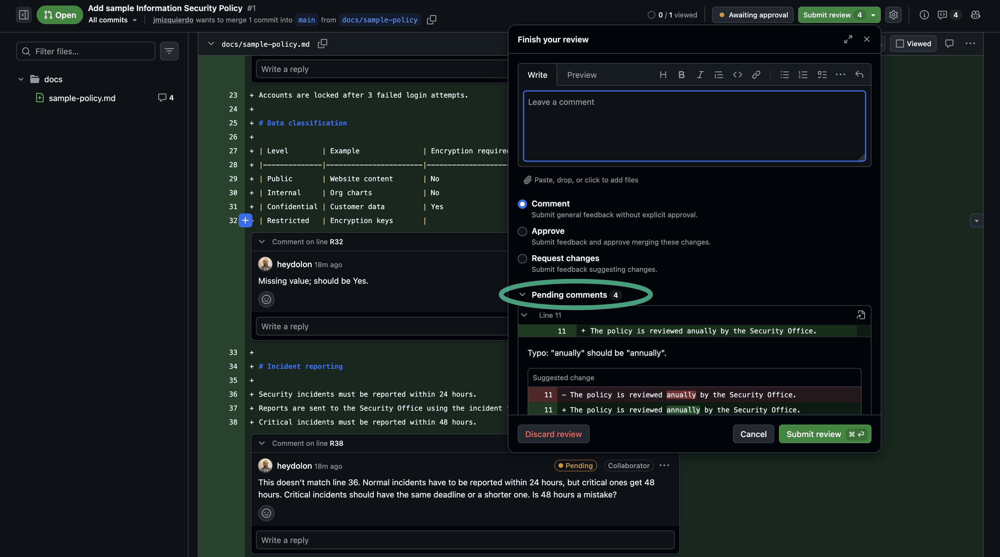 Open
Add sample Information Security Policy #1
All commits
jmizquierdo wants to merge 1 commit into main from docs/sample-policy
0 / 1 viewed
Awaiting approval
Submit review 4
4
Filter files...
docs
sample-policy.md 4
docs/sample-policy.md
Viewed
Write a reply
23 + Accounts are locked after 3 failed login attempts.
24 +
25 + # Data classification
26 +
27 + | Level | Example | Encryption required
28 + |--------------|-----------------------|--------------------
29 + | Public | Website content | No
30 + | Internal | Org charts | No
31 + | Confidential | Customer data | Yes
32 | Restricted | Encryption keys |
Comment on line R32
heydolon 18m ago
Missing value; should be Yes.
Write a reply
33 +
34 + # Incident reporting
35 +
36 + Security incidents must be reported within 24 hours.
37 + Reports are sent to the Security Office using the incident
38 + Critical incidents must be reported within 48 hours.
Comment on line R38
heydolon 18m ago Pending Collaborator
This doesn't match line 36. Normal incidents have to be reported within 24 hours, but critical ones get 48
hours. Critical incidents should have the same deadline or a shorter one. Is 48 hours a mistake?
Write a reply
Finish your review
Write Preview
Leave a comment
Paste, drop, or click to add files
Comment
Submit general feedback without explicit approval.
Approve
Submit feedback and approve merging these changes.
Request changes
Submit feedback suggesting changes.
Pending comments 4
Line 11
11 + The policy is reviewed anually by the Security Office.
Typo: "anually" should be "annually".
Suggested change
11 - The policy is reviewed anually by the Security Office.
11 + The policy is reviewed annually by the Security Office.
Discard review
Cancel
Submit review ⌘ ⏎